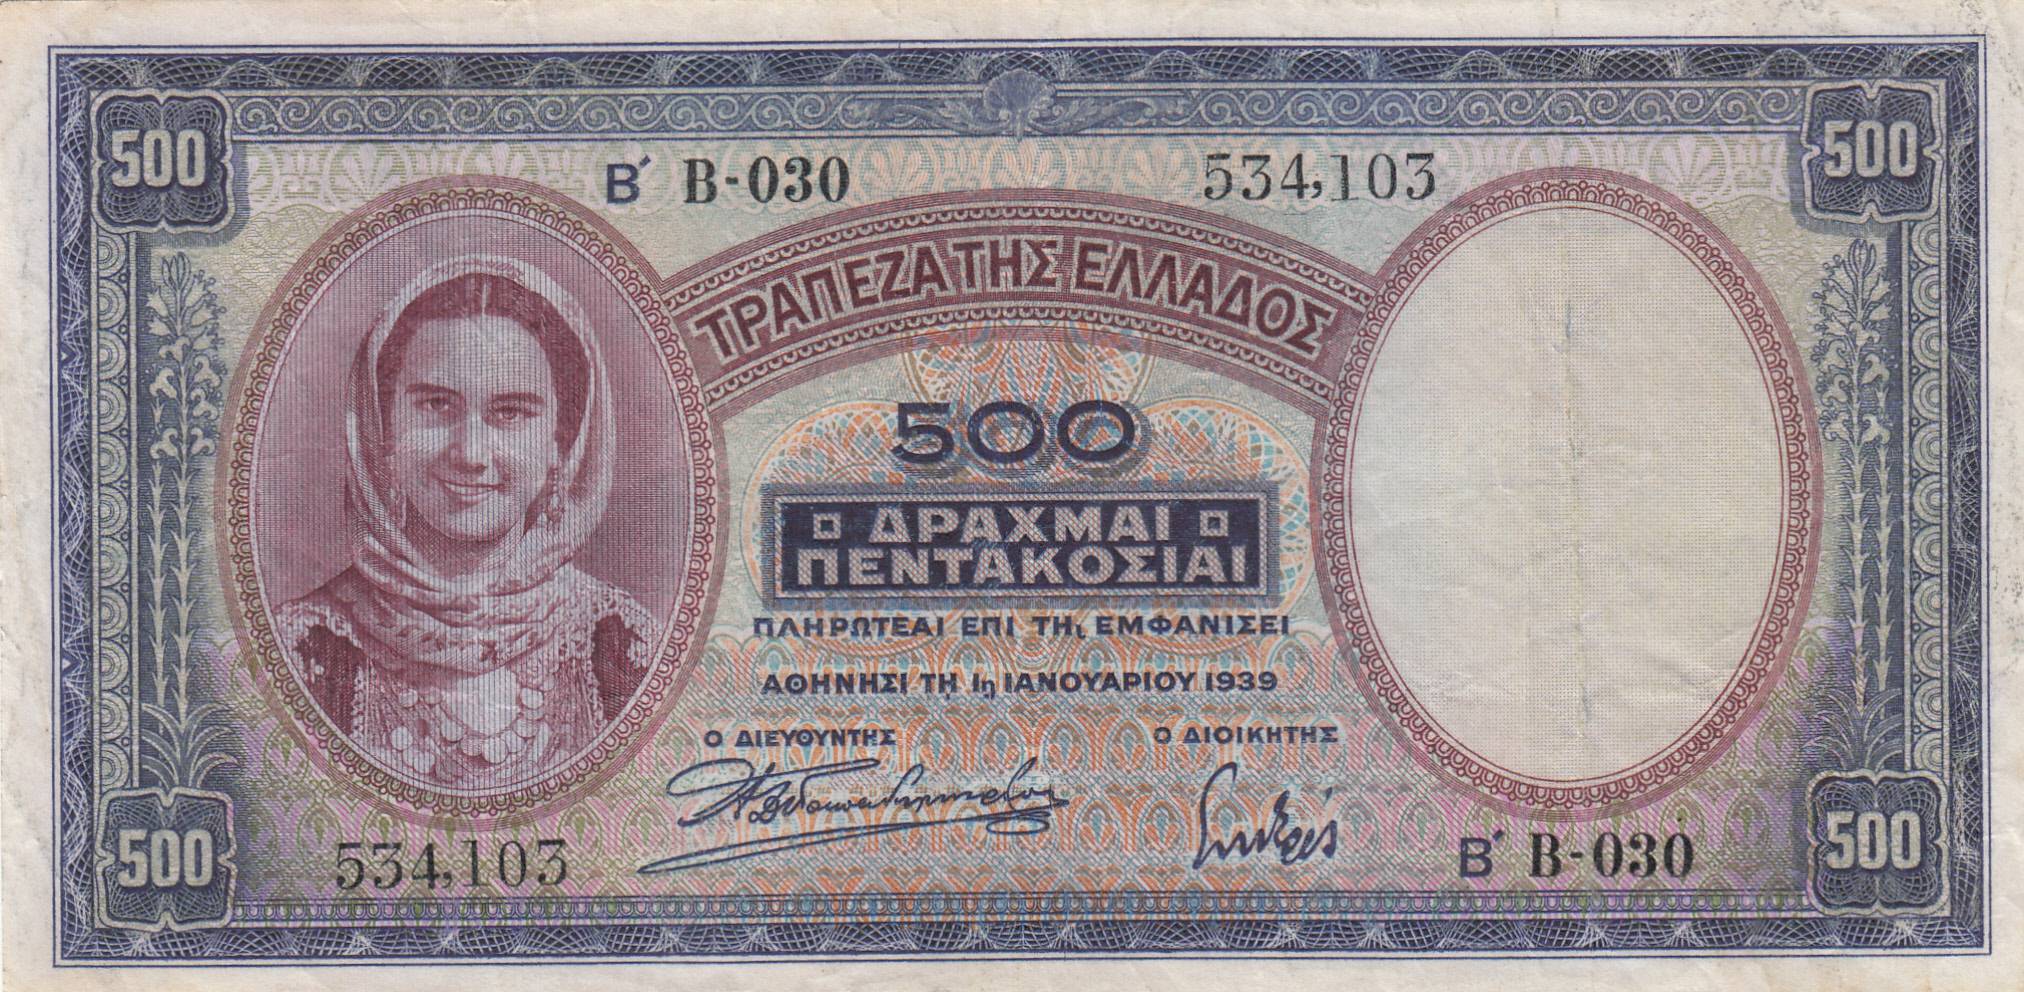 500
500
Β΄ Β-030
534,103
ΤΡΑΠΕΖΑ ΤΗΣ ΕΛΛΑΔΟΣ
500
ΔΡΑΧΜΑΙ
ΠΕΝΤΑΚΟΣΙΑΙ
ΠΛΗΡΩΤΕΑΙ ΕΠΙ ΤΗι ΕΜΦΑΝΙΣΕΙ
ΑΘΗΝΗΣΙ ΤΗ 1η ΙΑΝΟΥΑΡΙΟΥ 1939
Ο ΔΙΕΥΘΥΝΤΗΣ
Ο ΔΙΟΙΚΗΤΗΣ
534,103
Β΄ Β-030
500
500